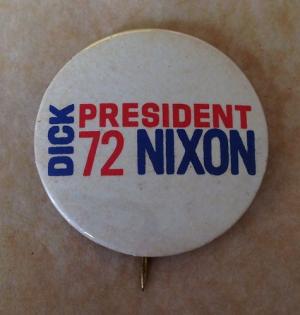 DICK
PRESIDENT
72 NIXON